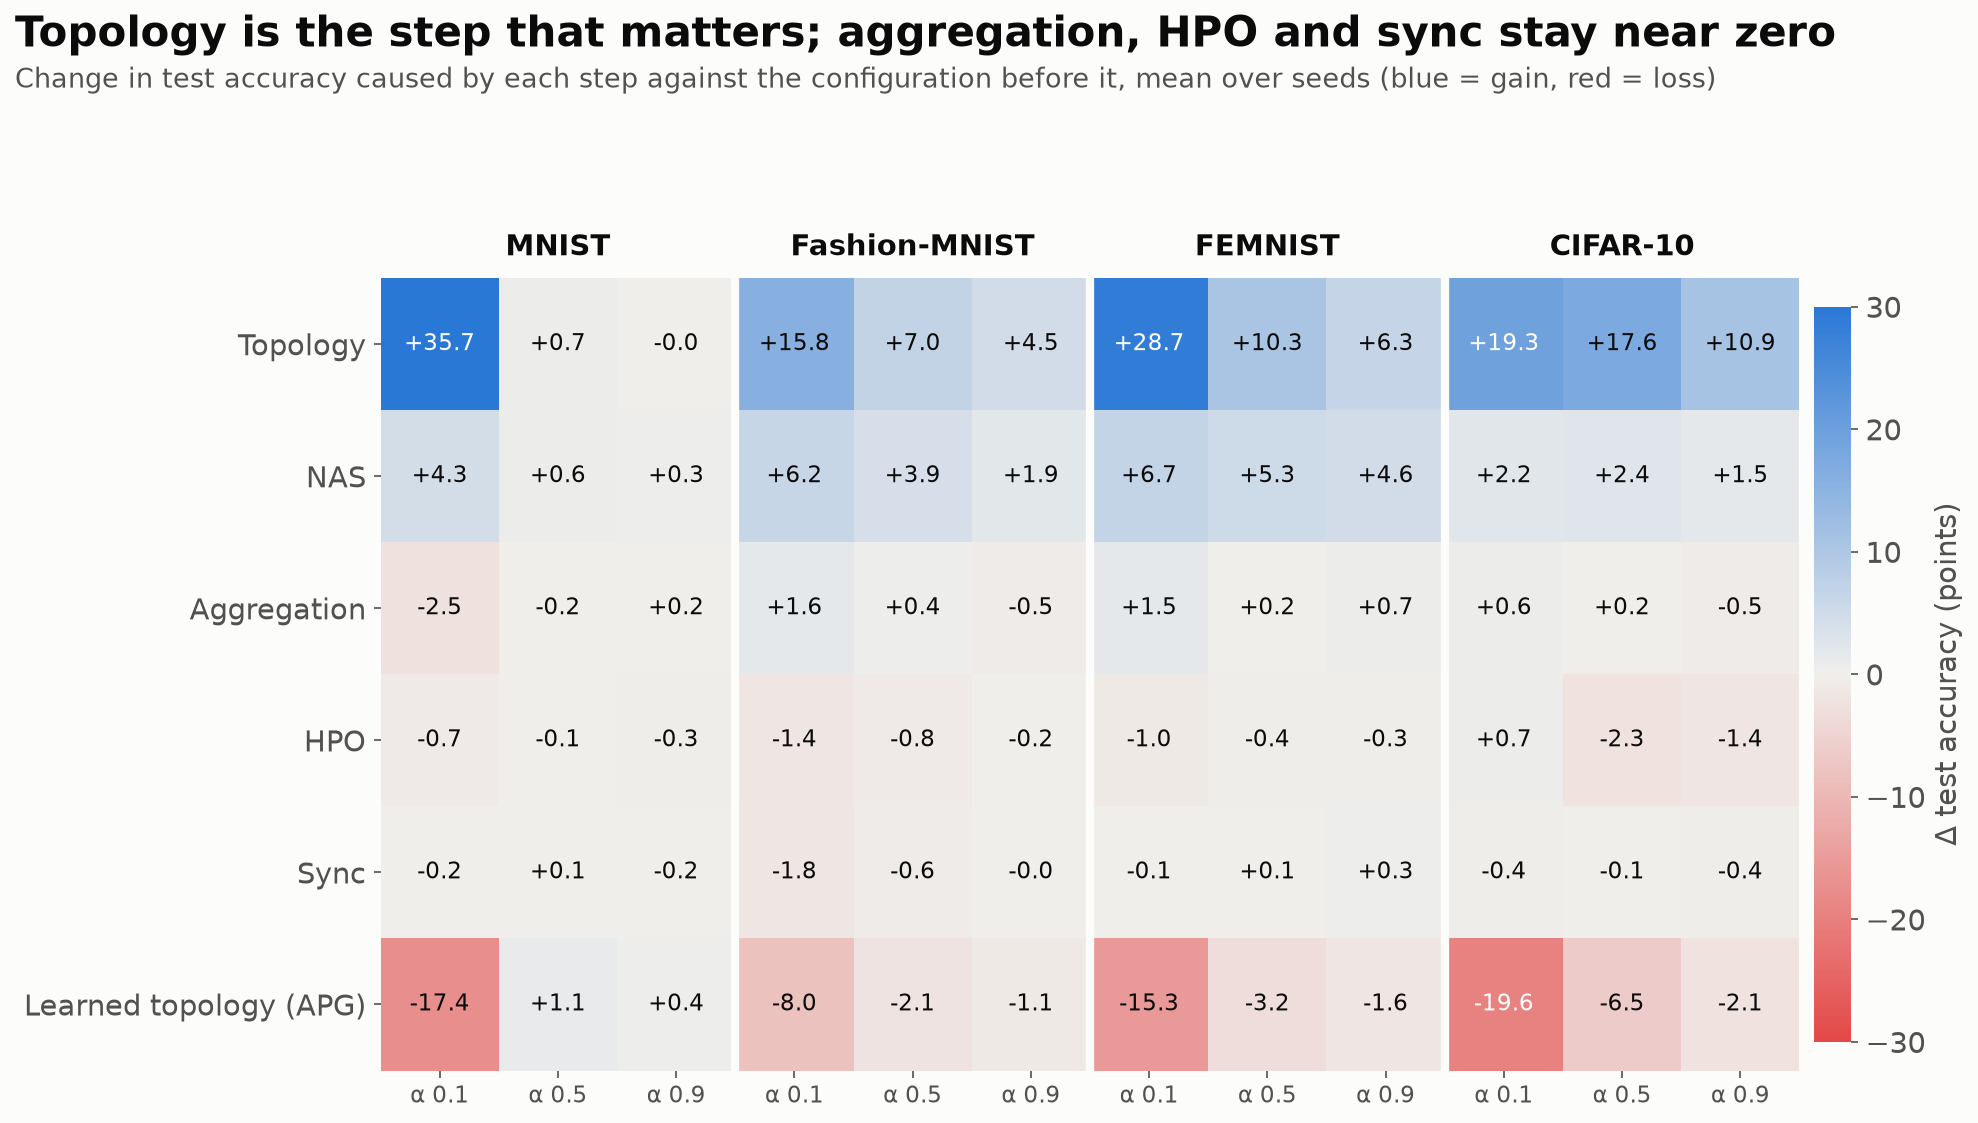 Topology is the step that matters; aggregation, HPO and sync stay near zero
Change in test accuracy caused by each step against the configuration before it, mean over seeds (blue = gain, red = loss)
MNIST Fashion-MNIST FEMNIST CIFAR-10
Topology +35.7 +0.7 -0.0 +15.8 +7.0 +4.5 +28.7 +10.3 +6.3 +19.3 +17.6 +10.9
NAS +4.3 +0.6 +0.3 +6.2 +3.9 +1.9 +6.7 +5.3 +4.6 +2.2 +2.4 +1.5
Aggregation -2.5 -0.2 +0.2 +1.6 +0.4 -0.5 +1.5 +0.2 +0.7 +0.6 +0.2 -0.5
HPO -0.7 -0.1 -0.3 -1.4 -0.8 -0.2 -1.0 -0.4 -0.3 +0.7 -2.3 -1.4
Sync -0.2 +0.1 -0.2 -1.8 -0.6 -0.0 -0.1 +0.1 +0.3 -0.4 -0.1 -0.4
Learned topology (APG) -17.4 +1.1 +0.4 -8.0 -2.1 -1.1 -15.3 -3.2 -1.6 -19.6 -6.5 -2.1
α 0.1 α 0.5 α 0.9 α 0.1 α 0.5 α 0.9 α 0.1 α 0.5 α 0.9 α 0.1 α 0.5 α 0.9
30
20
10
0
−10
−20
−30
Δ test accuracy (points)